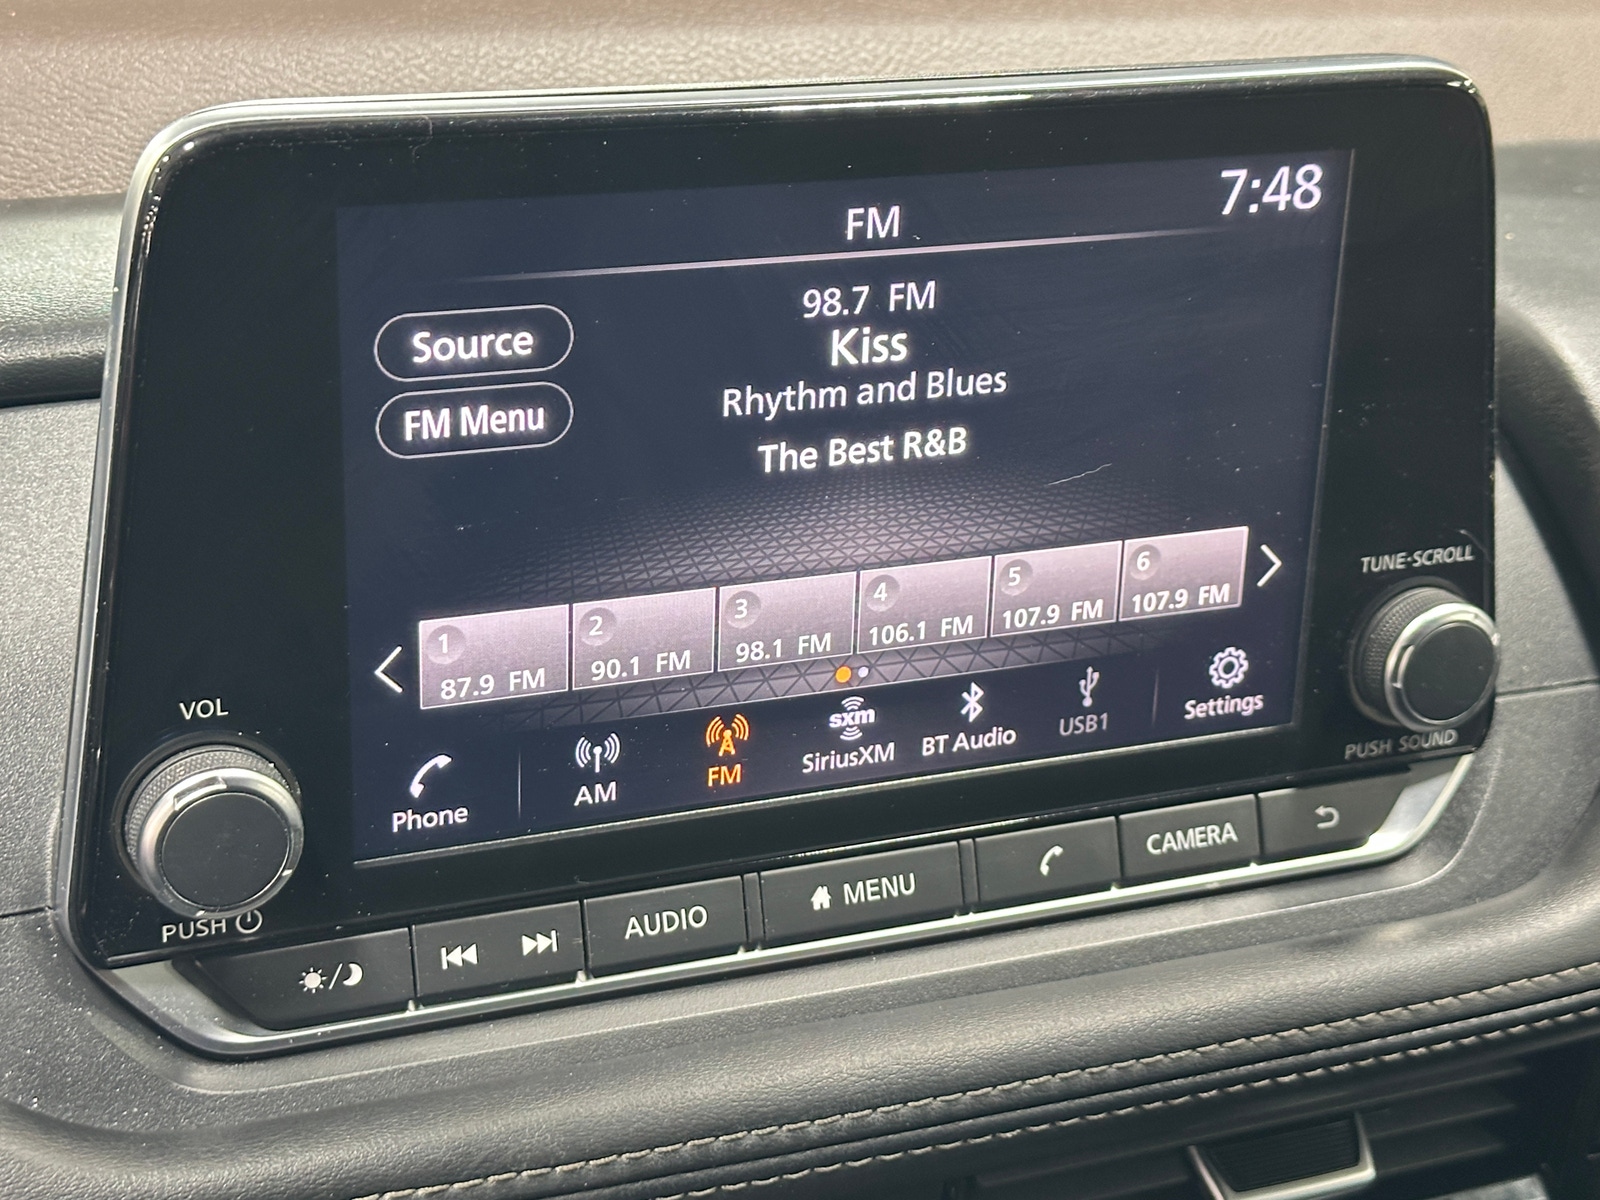 7:48
FM
98.7 FM
Kiss
Rhythm and Blues
The Best R&B
Source
FM Menu
1
87.9 FM
2
90.1 FM
3
98.1 FM
4
106.1 FM
5
107.9 FM
6
107.9 FM
Phone
AM
FM
sxm
SiriusXM
BT Audio
USB1
Settings
VOL
PUSH
TUNE·SCROLL
PUSH SOUND
AUDIO
MENU
CAMERA